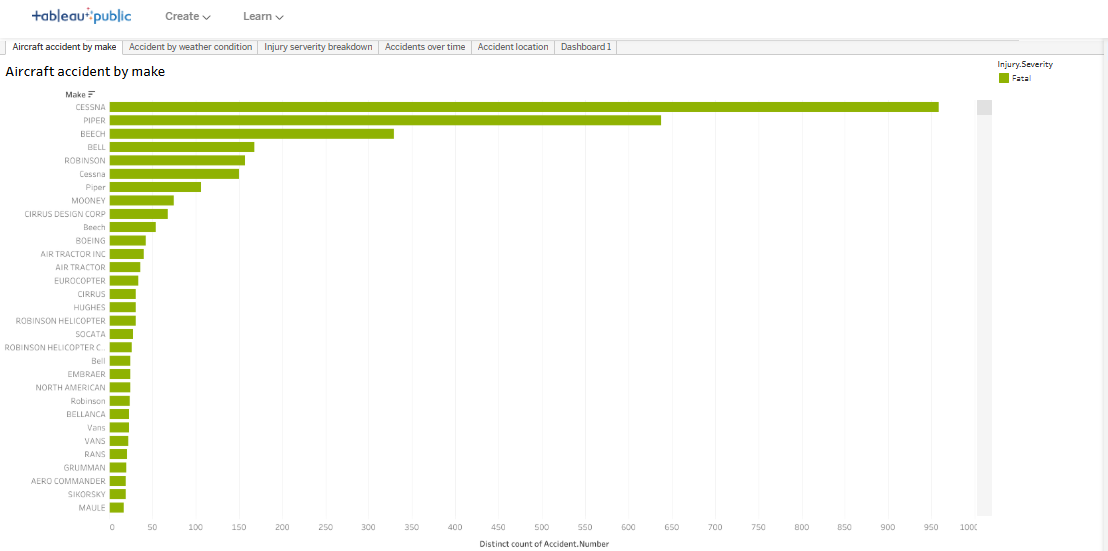 tableau public
Create
Learn
Aircraft accident by make
Accident by weather condition
Injury serverity breakdown
Accidents over time
Accident location
Dashboard 1
Aircraft accident by make
Injury.Severity
Fatal
Make
CESSNA
PIPER
BEECH
BELL
ROBINSON
Cessna
Piper
MOONEY
CIRRUS DESIGN CORP
Beech
BOEING
AIR TRACTOR INC
AIR TRACTOR
EUROCOPTER
CIRRUS
HUGHES
ROBINSON HELICOPTER
SOCATA
ROBINSON HELICOPTER C..
Bell
EMBRAER
NORTH AMERICAN
Robinson
BELLANCA
Vans
VANS
RANS
GRUMMAN
AERO COMMANDER
SIKORSKY
MAULE
0 50 100 150 200 250 300 350 400 450 500 550 600 650 700 750 800 850 900 950 1000
Distinct count of Accident.Number